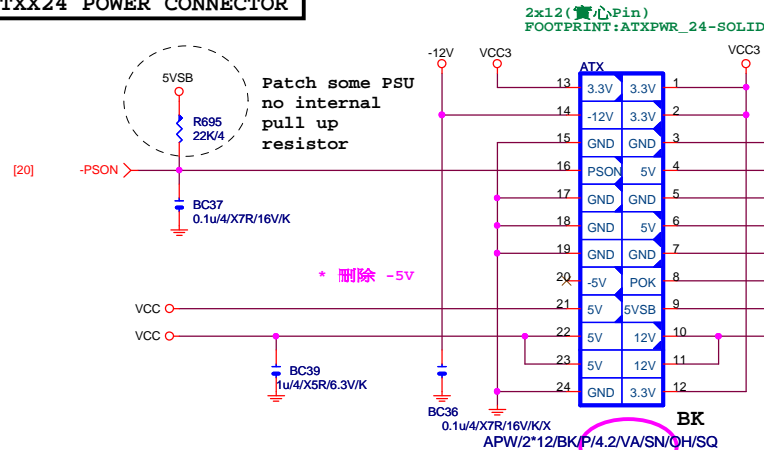 TXX24 POWER CONNECTOR
2x12(實心Pin)
FOOTPRINT:ATXPWR_24-SOLID
-12V
VCC3
VCC3
5VSB
Patch some PSU
no internal
pull up
resistor
R695
22K/4
[20]
-PSON
BC37
0.1u/4/X7R/16V/K
* 刪除 -5V
VCC
VCC
BC39
1u/4/X5R/6.3V/K
BC36
0.1u/4/X7R/16V/K/X
ATX
13 3.3V 3.3V 1
14 -12V 3.3V 2
15 GND GND 3
16 PSON 5V 4
17 GND GND 5
18 GND 5V 6
19 GND GND 7
20 -5V POK 8
21 5V 5VSB 9
22 5V 12V 10
23 5V 12V 11
24 GND 3.3V 12
BK
APW/2*12/BK/P/4.2/VA/SN/OH/SQ